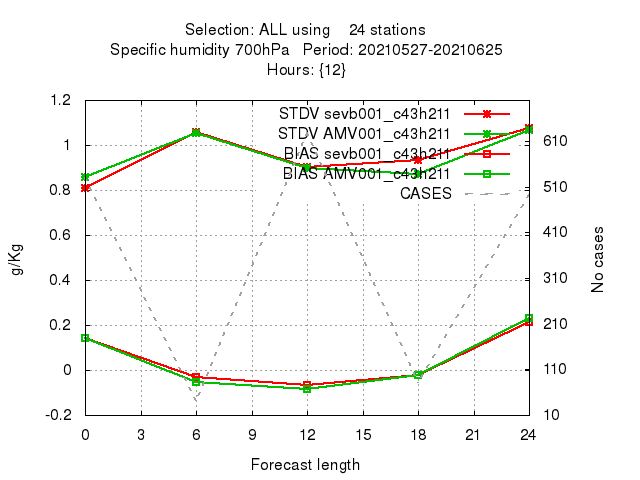 Selection: ALL using 24 stations
Specific humidity 700hPa Period: 20210527-20210625
Hours: {12}
STDV sevb001_c43h211
STDV AMV001_c43h211
BIAS sevb001_c43h211
BIAS AMV001_c43h211
CASES
1.2
1
0.8
0.6
0.4
0.2
0
-0.2
g/Kg
610
510
410
310
210
110
10
No cases
0 3 6 9 12 15 18 21 24
Forecast length